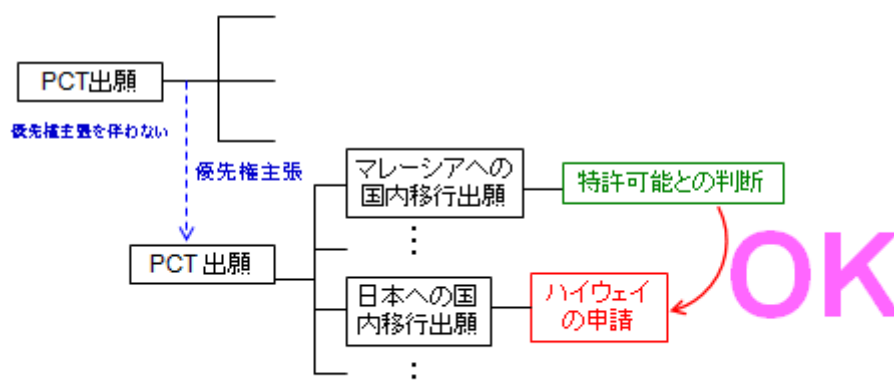 PCT出願
優先権主張を伴わない
優先権主張
マレーシアへの
国内移行出願
特許可能との判断
︙
PCT 出願
OK
日本への国
内移行出願
ハイウェイ
の申請
︙